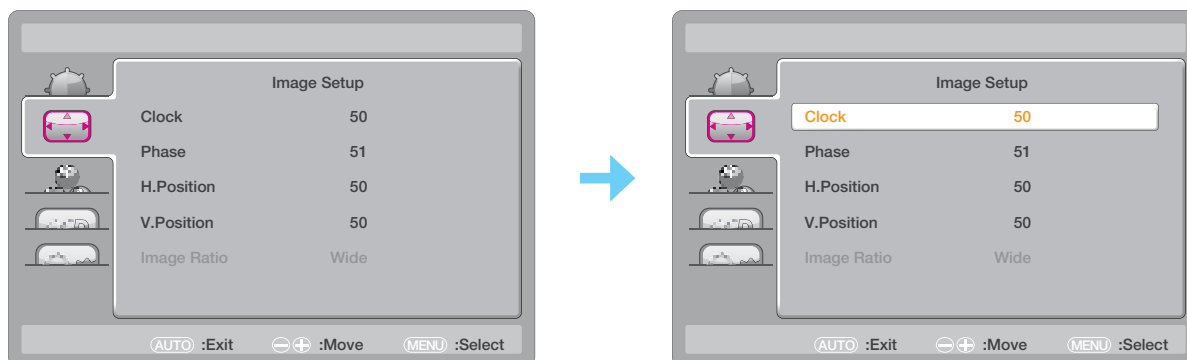 Image Setup
Clock 50
Phase 51
H.Position 50
V.Position 50
Image Ratio Wide
AUTO :Exit :Move MENU :Select
Image Setup
Clock 50
Phase 51
H.Position 50
V.Position 50
Image Ratio Wide
AUTO :Exit :Move MENU :Select